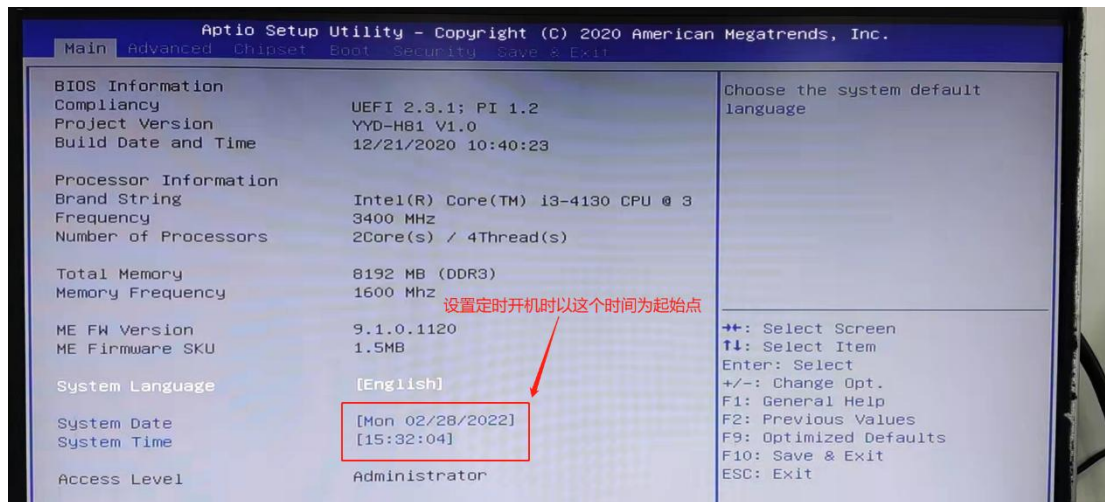 Aptio Setup Utility - Copyright (C) 2020 American Megatrends, Inc.
Main Advanced Chipset Boot Security Save & Exit
BIOS Information
Compliancy UEFI 2.3.1; PI 1.2
Project Version YYD-H81 V1.0
Build Date and Time 12/21/2020 10:40:23
Processor Information
Brand String Intel(R) Core(TM) i3-4130 CPU @ 3
Frequency 3400 MHz
Number of Processors 2Core(s) / 4Thread(s)
Total Memory 8192 MB (DDR3)
Memory Frequency 1600 Mhz
设置定时开机时以这个时间为起始点
ME FW Version 9.1.0.1120
ME Firmware SKU 1.5MB
System Language [English]
System Date [Mon 02/28/2022]
System Time [15:32:04]
Access Level Administrator
Choose the system default
language
→←: Select Screen
↑↓: Select Item
Enter: Select
+/-: Change Opt.
F1: General Help
F2: Previous Values
F9: Optimized Defaults
F10: Save & Exit
ESC: Exit